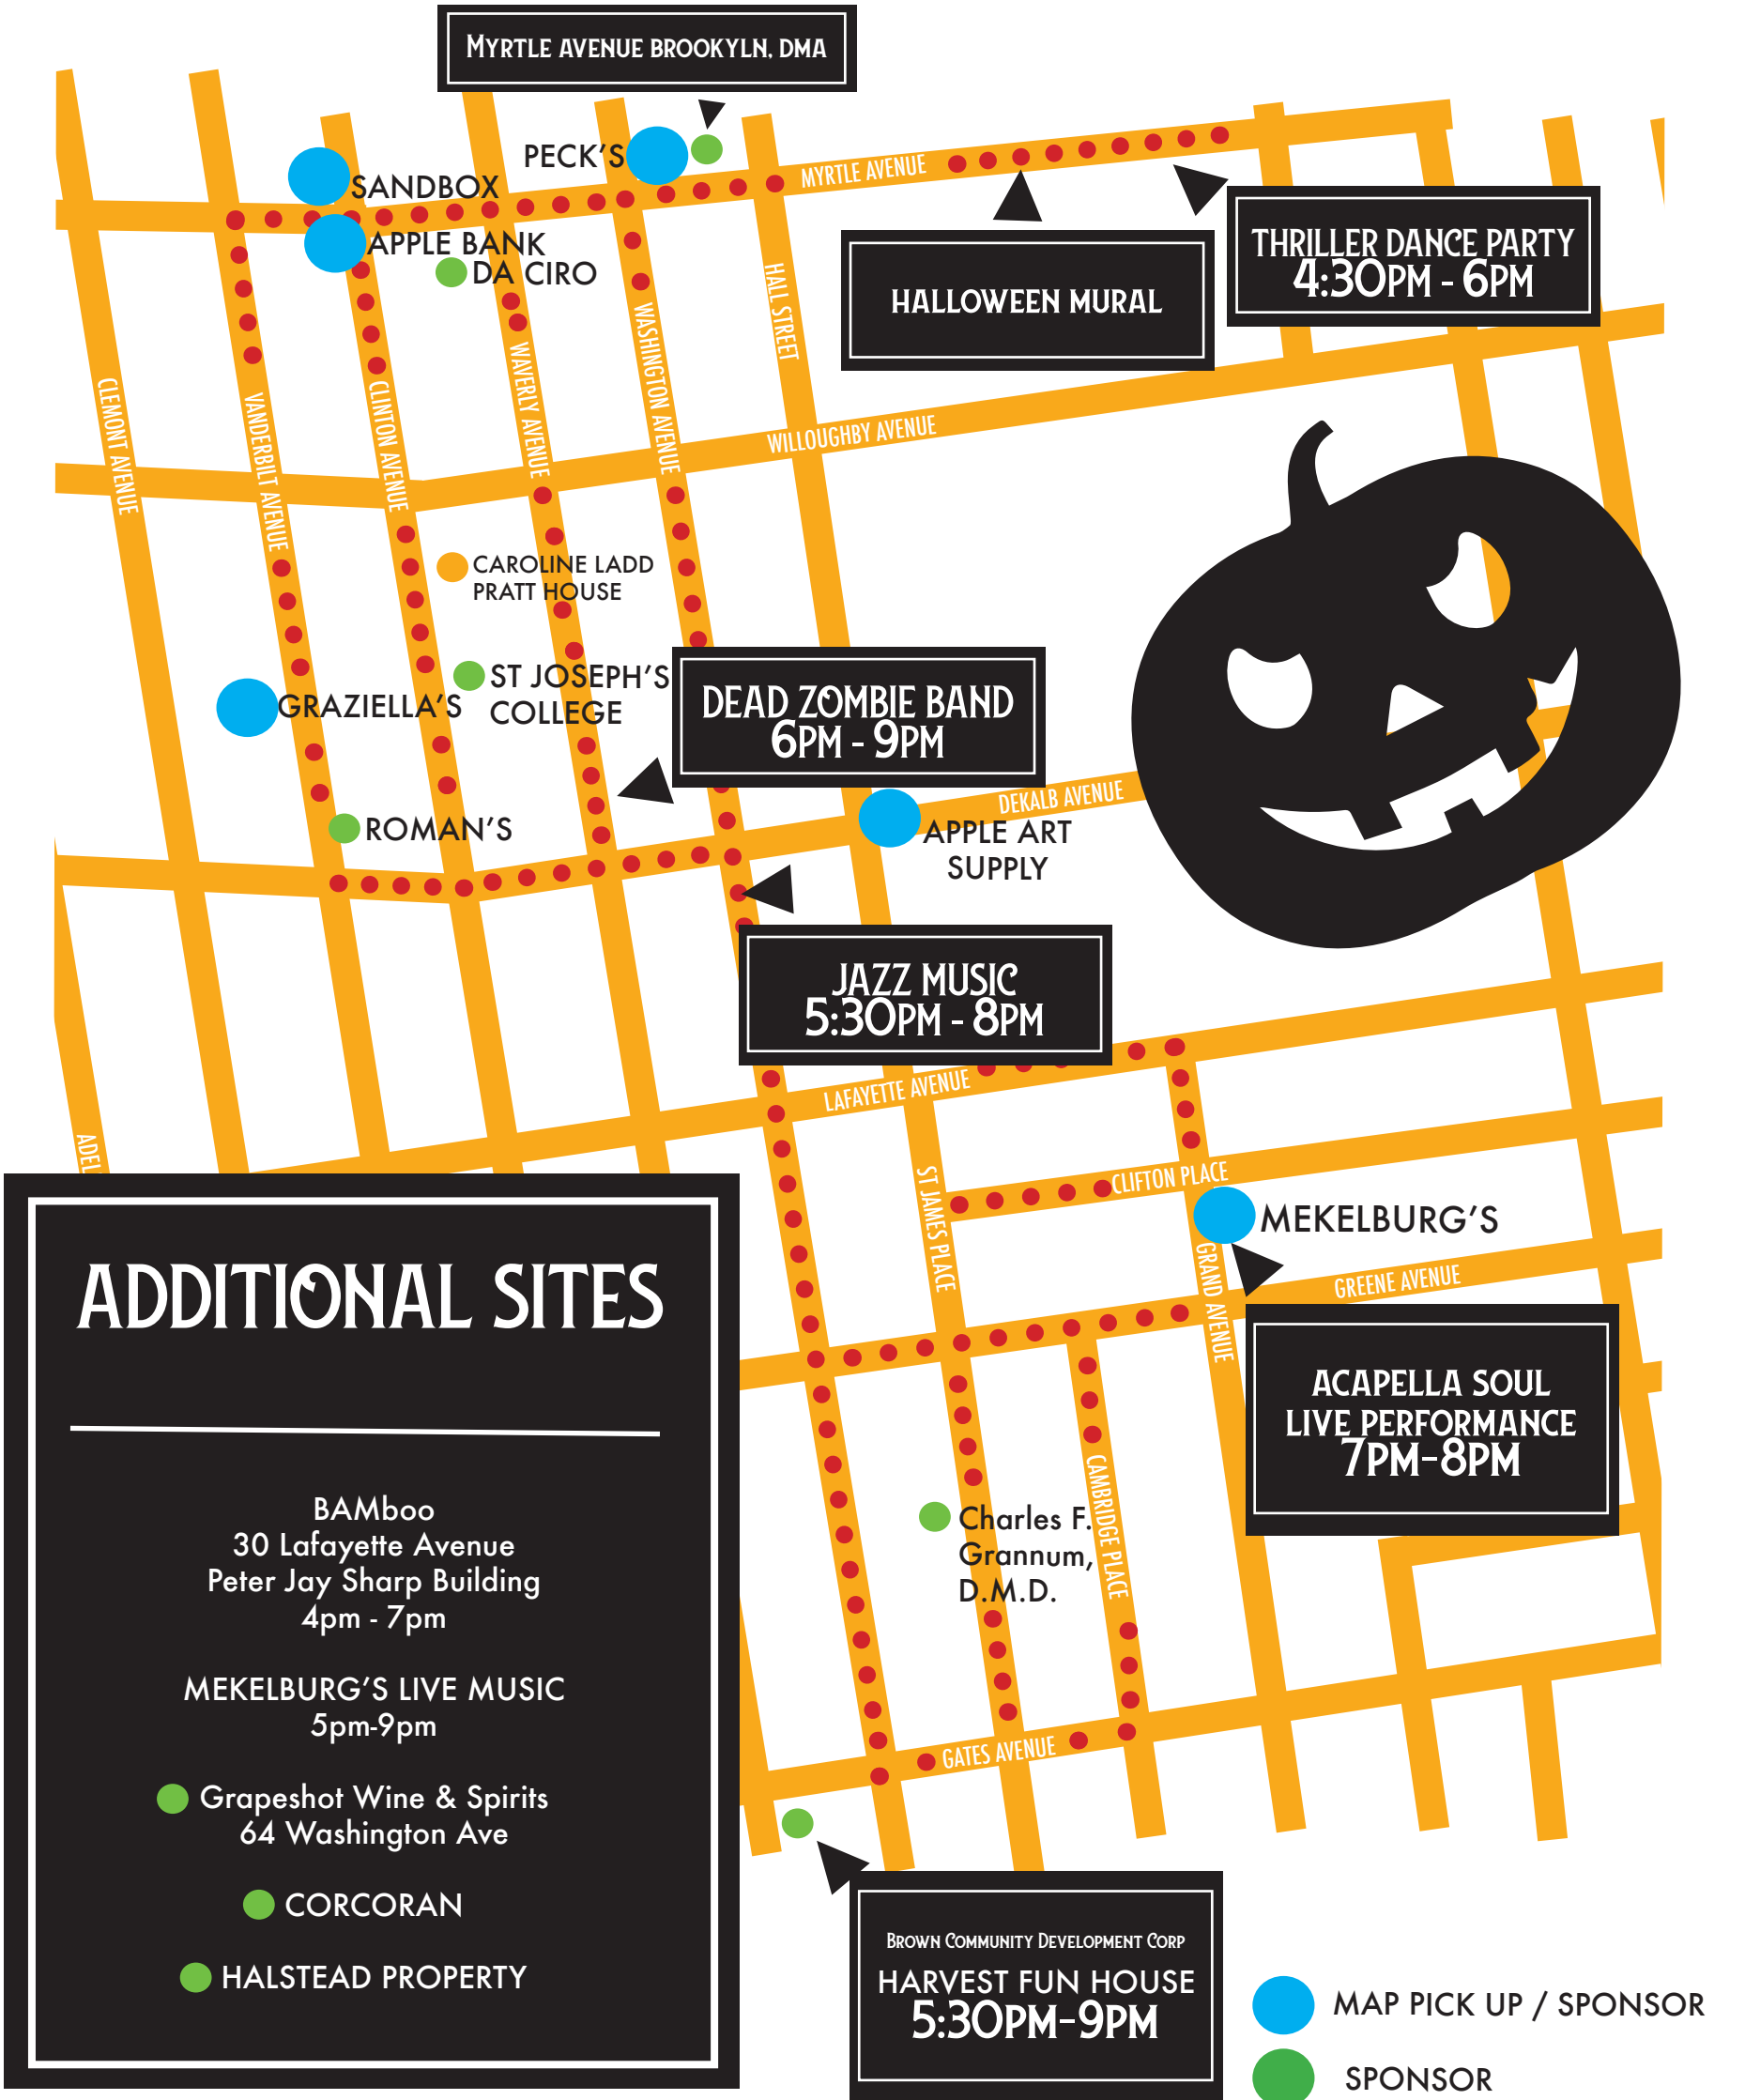 MYRTLE AVENUE BROOKYLN, DMA
PECK'S
SANDBOX
MYRTLE AVENUE
APPLE BANK
DA CIRO
THRILLER DANCE PARTY
4:30PM - 6PM
HALLOWEEN MURAL
HALL STREET
WASHINGTON AVENUE
WAVERLY AVENUE
CLINTON AVENUE
VANDERBILT AVENUE
CLEMONT AVENUE
WILLOUGHBY AVENUE
CAROLINE LADD
PRATT HOUSE
ST JOSEPH'S
COLLEGE
GRAZIELLA'S
DEAD ZOMBIE BAND
6PM - 9PM
DEKALB AVENUE
ROMAN'S
APPLE ART
SUPPLY
JAZZ MUSIC
5:30PM - 8PM
LAFAYETTE AVENUE
ADEL
ST JAMES PLACE
CLIFTON PLACE
MEKELBURG'S
GRAND AVENUE
GREENE AVENUE
ACAPELLA SOUL
LIVE PERFORMANCE
7PM-8PM
CAMBRIDGE PLACE
Charles F.
Grannum,
D.M.D.
GATES AVENUE
ADDITIONAL SITES
BAMboo
30 Lafayette Avenue
Peter Jay Sharp Building
4pm - 7pm
MEKELBURG'S LIVE MUSIC
5pm-9pm
Grapeshot Wine & Spirits
64 Washington Ave
CORCORAN
HALSTEAD PROPERTY
BROWN COMMUNITY DEVELOPMENT CORP
HARVEST FUN HOUSE
5:30PM-9PM
MAP PICK UP / SPONSOR
SPONSOR